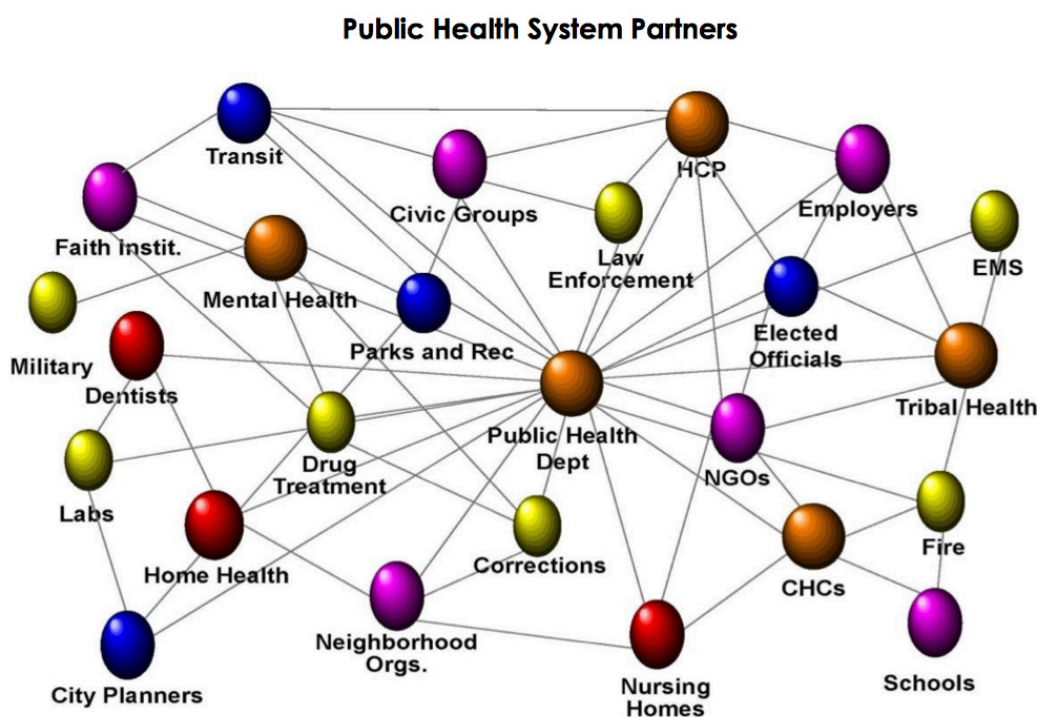 Public Health System Partners
Transit
HCP
Civic Groups
Employers
Faith Instit.
Law
Enforcement
EMS
Mental Health
Elected
Officials
Military
Parks and Rec
Dentists
Tribal Health
Public Health
Dept
Drug
Treatment
NGOs
Labs
Fire
Home Health
Corrections
CHCs
Neighborhood
Orgs.
City Planners
Nursing
Homes
Schools